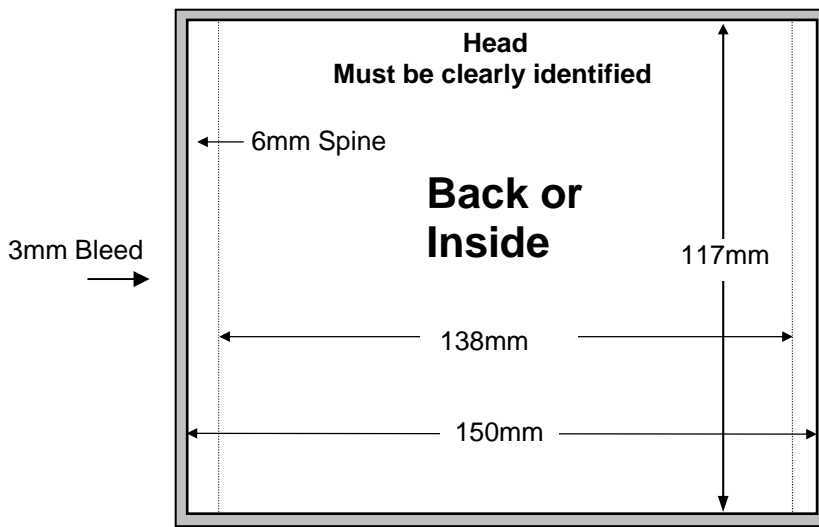 Head
Must be clearly identified
6mm Spine
Back or
Inside
3mm Bleed
117mm
138mm
150mm